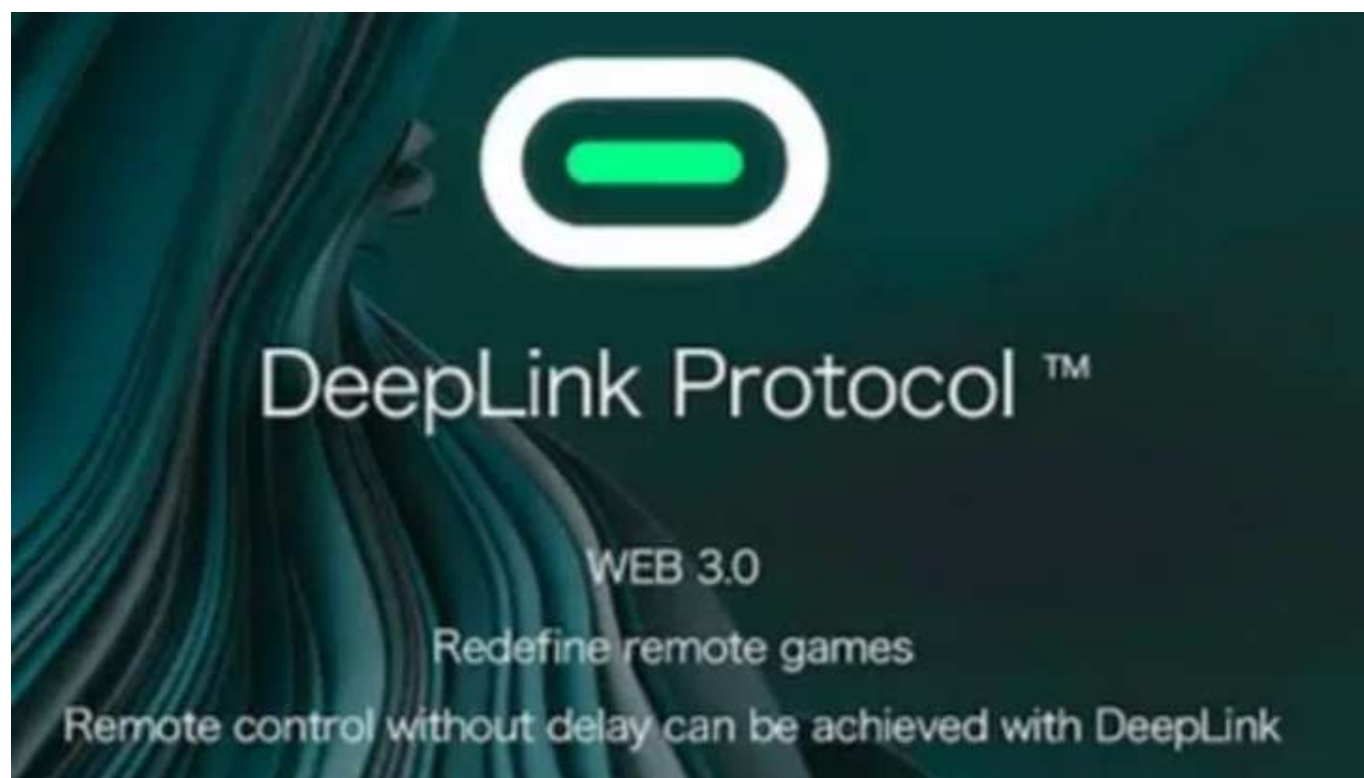 DeepLink Protocol ™
WEB 3.0
Redefine remote games
Remote control without delay can be achieved with DeepLink